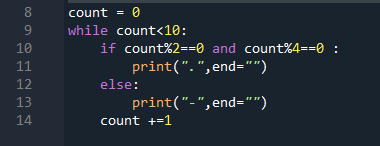 8 count = 0
9 while count<10:
10     if count%2==0 and count%4==0 :
11         print(".",end="")
12     else:
13         print("-",end="")
14     count +=1